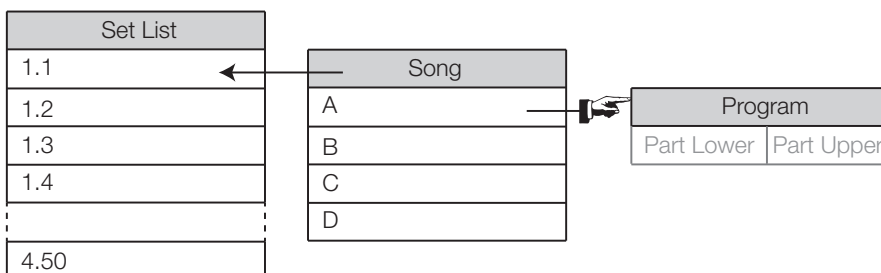 Set List
1.1
1.2
1.3
1.4
4.50
Song
A
B
C
D
Program
Part Lower Part Upper